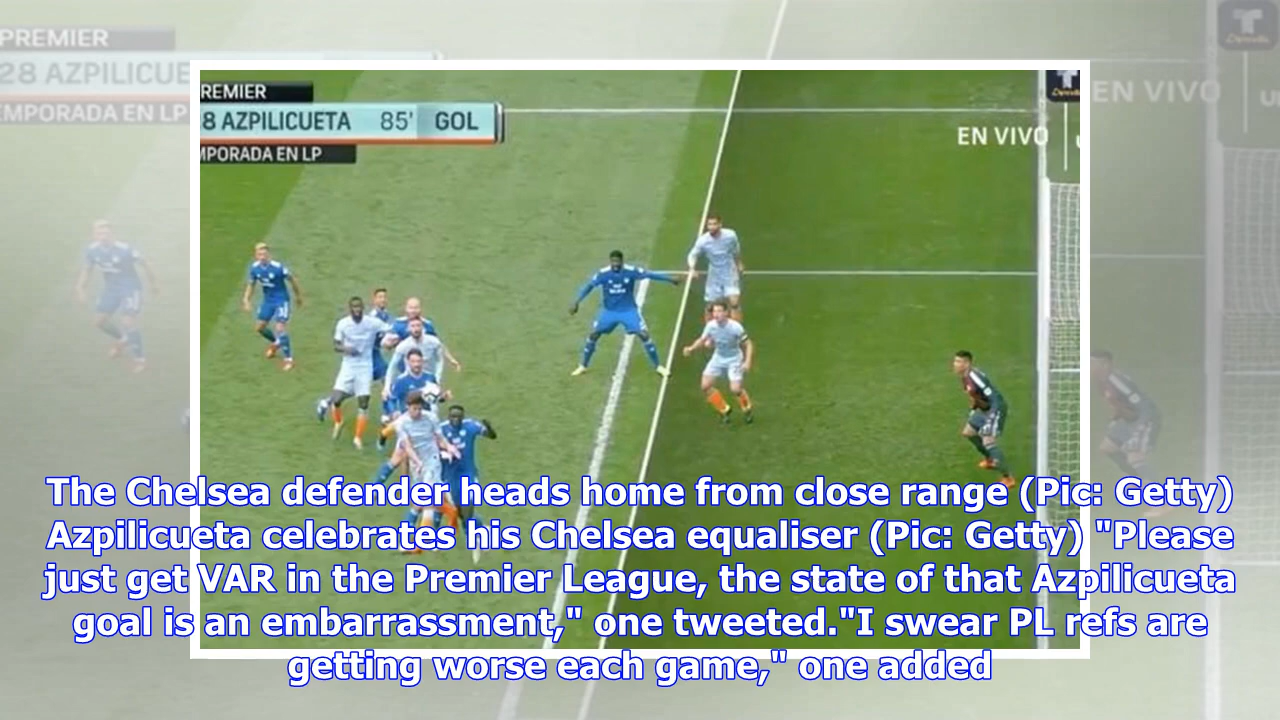 PREMIER
28 AZPILICUE
EMPORADA EN LP
REMIER
8 AZPILICUETA 85' GOL
MPORADA EN LP
EN VIVO
EN VIVO
The Chelsea defender heads home from close range (Pic: Getty)
Azpilicueta celebrates his Chelsea equaliser (Pic: Getty) "Please
just get VAR in the Premier League, the state of that Azpilicueta
goal is an embarrassment," one tweeted."I swear PL refs are
getting worse each game," one added